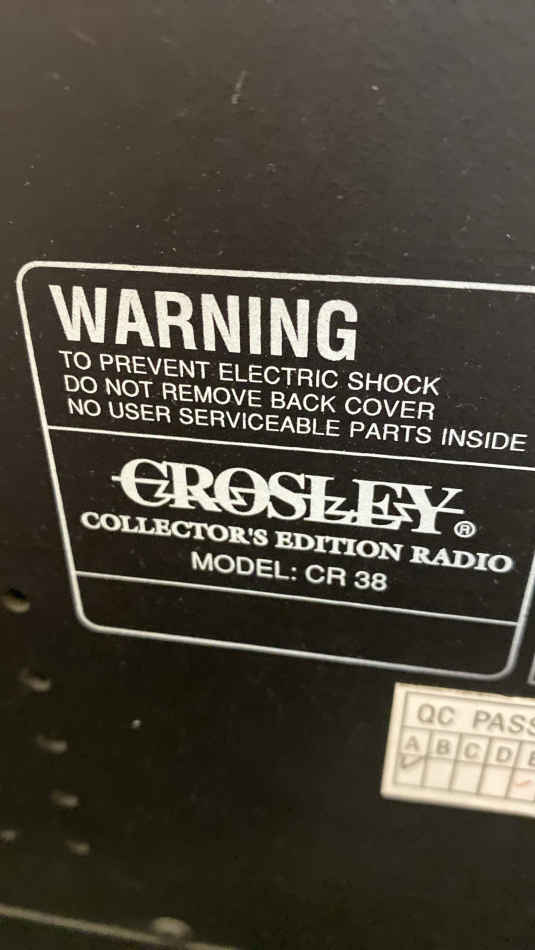 WARNING
TO PREVENT ELECTRIC SHOCK
DO NOT REMOVE BACK COVER
NO USER SERVICEABLE PARTS INSIDE
CROSLEY®
COLLECTOR'S EDITION RADIO
MODEL: CR 38
QC PASS
A B C D E